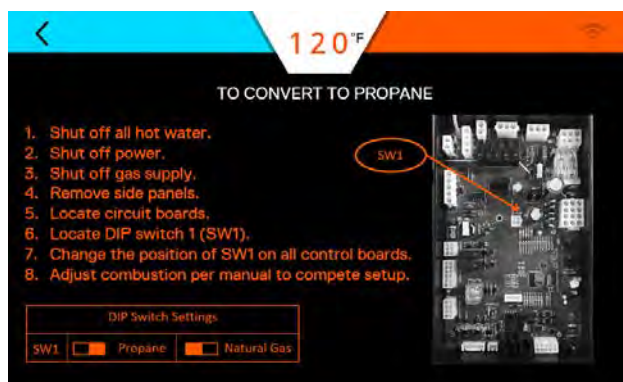 120°F
TO CONVERT TO PROPANE
1. Shut off all hot water.
2. Shut off power.
3. Shut off gas supply.
4. Remove side panels.
5. Locate circuit boards.
6. Locate DIP switch 1 (SW1).
7. Change the position of SW1 on all control boards.
8. Adjust combustion per manual to compete setup.
SW1
DIP Switch Settings
SW1 Propane Natural Gas